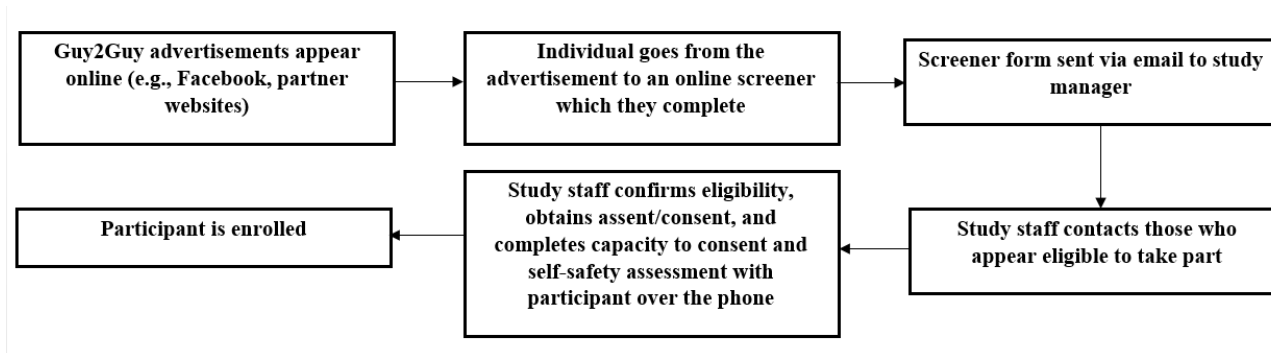 Guy2Guy advertisements appear
online (e.g., Facebook, partner
websites)
Individual goes from the
advertisement to an online screener
which they complete
Screener form sent via email to study
manager
Study staff contacts those who
appear eligible to take part
Study staff confirms eligibility,
obtains assent/consent, and
completes capacity to consent and
self-safety assessment with
participant over the phone
Participant is enrolled